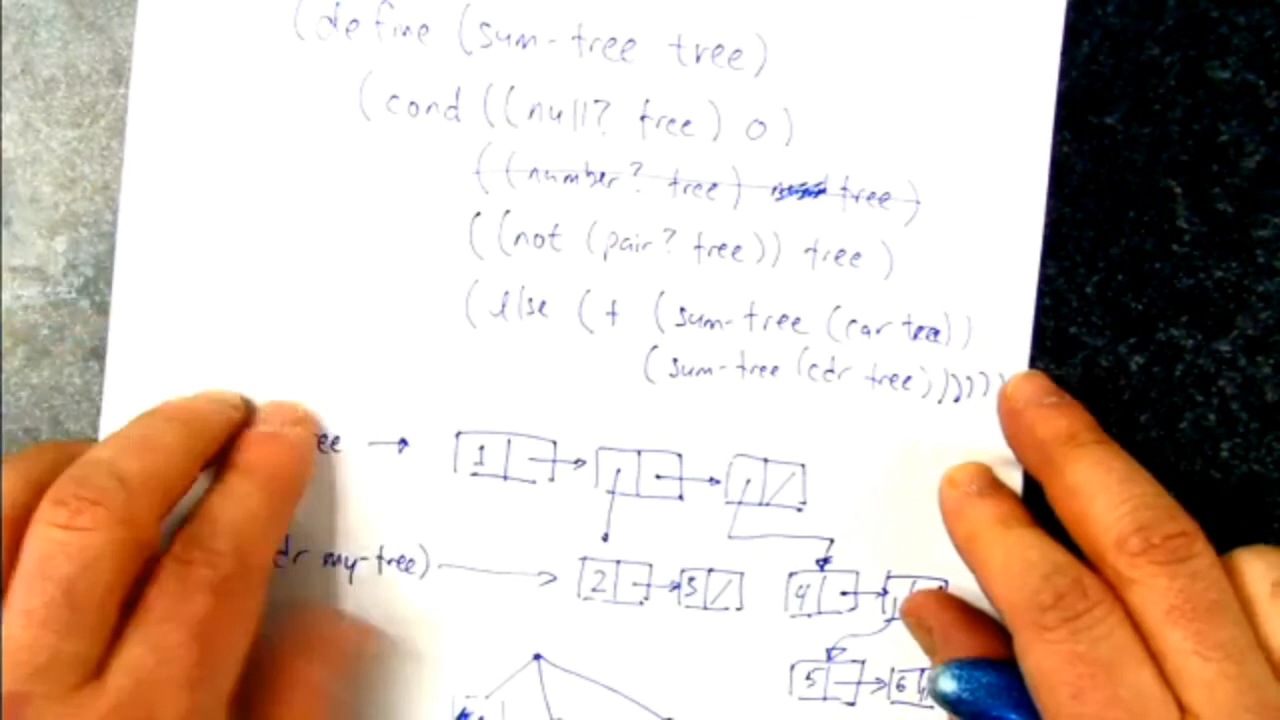 (define (sum-tree tree)
(cond ((null? tree) 0)
((number? tree) tree)
((not (pair? tree)) tree)
(else (+ (sum-tree (car tree))
(sum-tree (cdr tree)))))
ee → 1
dr my-tree) 2 3 / 4
5 6